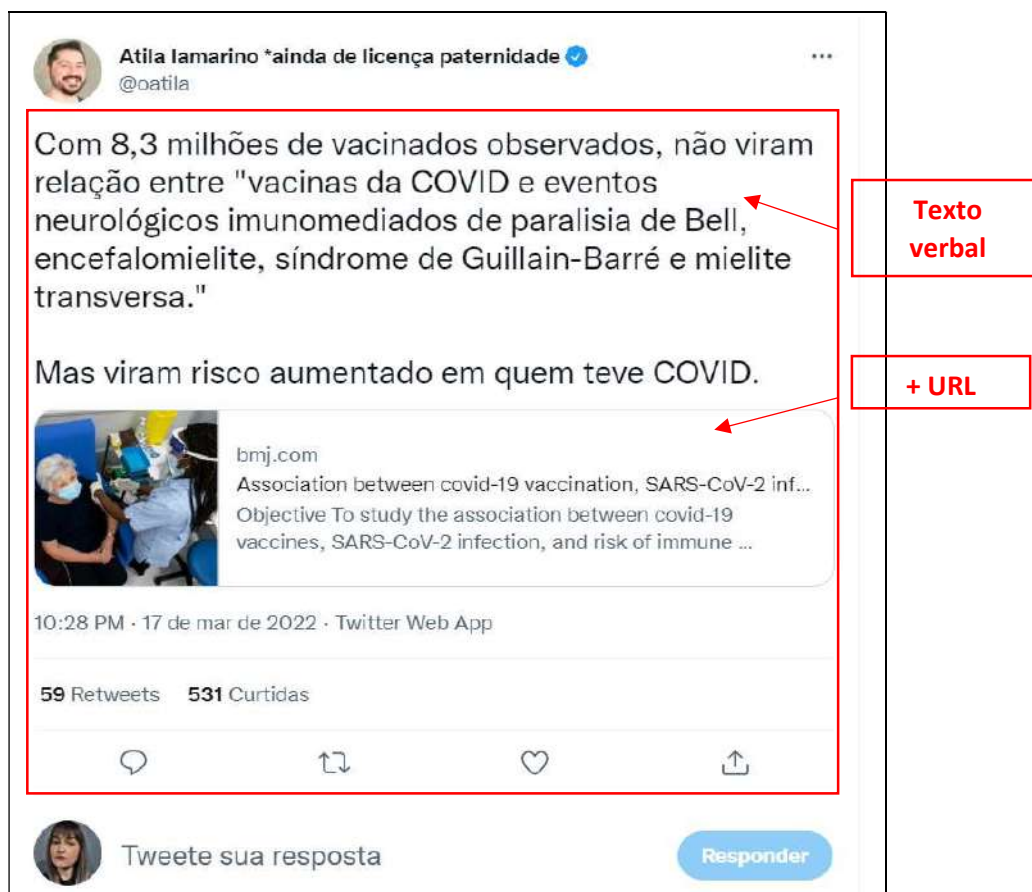 Atila Iamarino *ainda de licença paternidade
@oatila
Com 8,3 milhões de vacinados observados, não viram
relação entre "vacinas da COVID e eventos
neurológicos imunomediados de paralisia de Bell,
encefalomielite, síndrome de Guillain-Barré e mielite
transversa."
Texto
verbal
Mas viram risco aumentado em quem teve COVID.
+ URL
bmj.com
Association between covid-19 vaccination, SARS-CoV-2 inf...
Objective To study the association between covid-19
vaccines, SARS-CoV-2 infection, and risk of immune ...
10:28 PM · 17 de mar de 2022 · Twitter Web App
59 Retweets 531 Curtidas
Tweete sua resposta
Responder